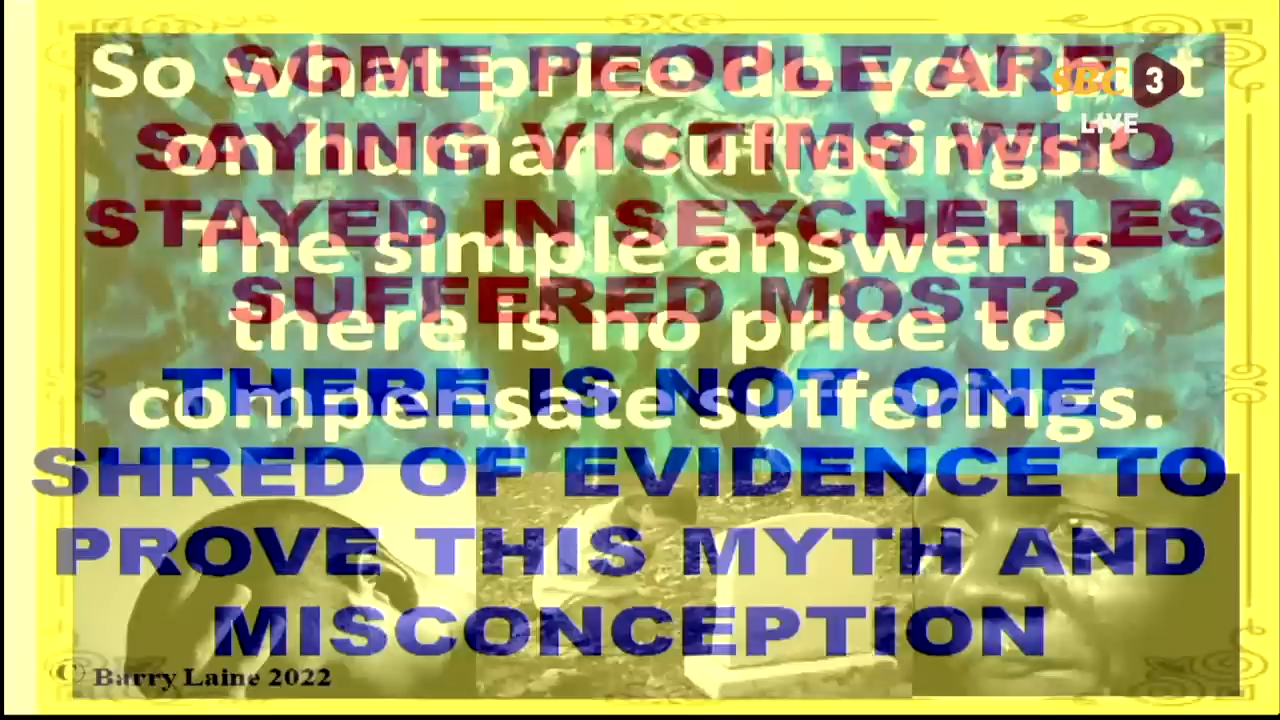 So what price do you put
on human sufferings?
The simple answer is
there is no price to
compensate sufferings.
SOME PEOPLE ARE
SAYING VICTIMS WHO
STAYED IN SEYCHELLES
SUFFERED MOST?
THERE IS NOT ONE
SHRED OF EVIDENCE TO
PROVE THIS MYTH AND
MISCONCEPTION
SBC 3
LIVE
© Barry Laine 2022